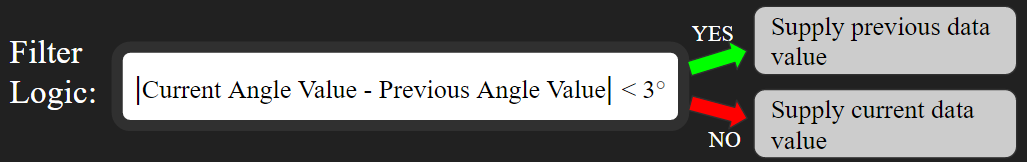 Filter
Logic:
|Current Angle Value - Previous Angle Value| < 3°
YES
Supply previous data
value
NO
Supply current data
value